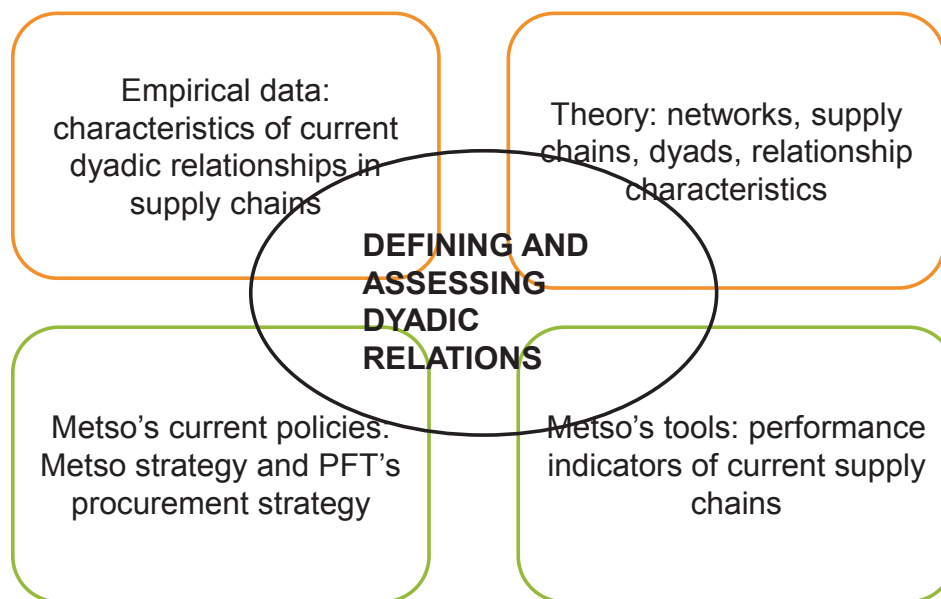 Empirical data:
characteristics of current
dyadic relationships in
supply chains
Theory: networks, supply
chains, dyads, relationship
characteristics
DEFINING AND
ASSESSING
DYADIC
RELATIONS
Metso’s current policies:
Metso strategy and PFT’s
procurement strategy
Metso’s tools: performance
indicators of current supply
chains